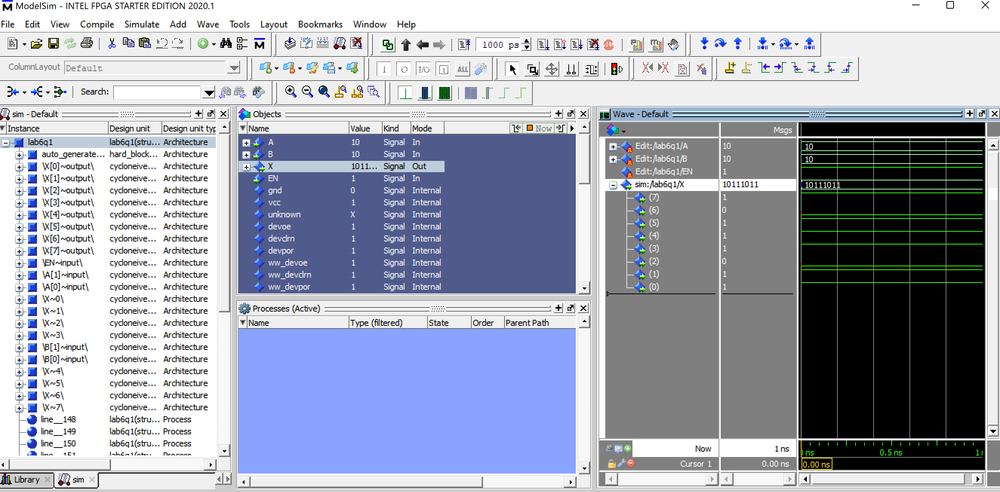 ModelSim - INTEL FPGA STARTER EDITION 2020.1
File Edit View Compile Simulate Add Wave Tools Layout Bookmarks Window Help
1000 ps
ColumnLayout Default
I/O ALL
Search:
sim - Default
Instance Design unit Design unit typ
lab6q1 lab6q1(stru... Architecture
auto_generate... hard_block... Architecture
\X[0]~output\ cycloneive... Architecture
\X[1]~output\ cycloneive... Architecture
\X[2]~output\ cycloneive... Architecture
\X[3]~output\ cycloneive... Architecture
\X[4]~output\ cycloneive... Architecture
\X[5]~output\ cycloneive... Architecture
\X[6]~output\ cycloneive... Architecture
\X[7]~output\ cycloneive... Architecture
\EN~input\ cycloneive... Architecture
\A[1]~input\ cycloneive... Architecture
\A[0]~input\ cycloneive... Architecture
\X~0\ cycloneive... Architecture
\X~1\ cycloneive... Architecture
\X~2\ cycloneive... Architecture
\X~3\ cycloneive... Architecture
\B[1]~input\ cycloneive... Architecture
\B[0]~input\ cycloneive... Architecture
\X~4\ cycloneive... Architecture
\X~5\ cycloneive... Architecture
\X~6\ cycloneive... Architecture
\X~7\ cycloneive... Architecture
line__148 lab6q1(stru... Process
line__149 lab6q1(stru... Process
line__150 lab6q1(stru... Process
Library sim
Objects
Name Value Kind Mode Now
A 10 Signal In
B 10 Signal In
X 1011... Signal Out
EN 1 Signal In
gnd 0 Signal Internal
vcc 1 Signal Internal
unknown X Signal Internal
devoe 1 Signal Internal
devclrn 1 Signal Internal
devpor 1 Signal Internal
ww_devoe 1 Signal Internal
ww_devclrn 1 Signal Internal
ww_devpor 1 Signal Internal
Processes (Active)
Name Type (filtered) State Order Parent Path
Wave - Default
Msgs
Edit:/lab6q1/A 10 10
Edit:/lab6q1/B 10 10
Edit:/lab6q1/EN 1
sim:/lab6q1/X 10111011 10111011
(7) 1
(6) 0
(5) 1
(4) 1
(3) 1
(2) 0
(1) 1
(0) 1
Now 1 ns ns 0.5 ns 1
Cursor 1 0.00 ns 0.00 ns